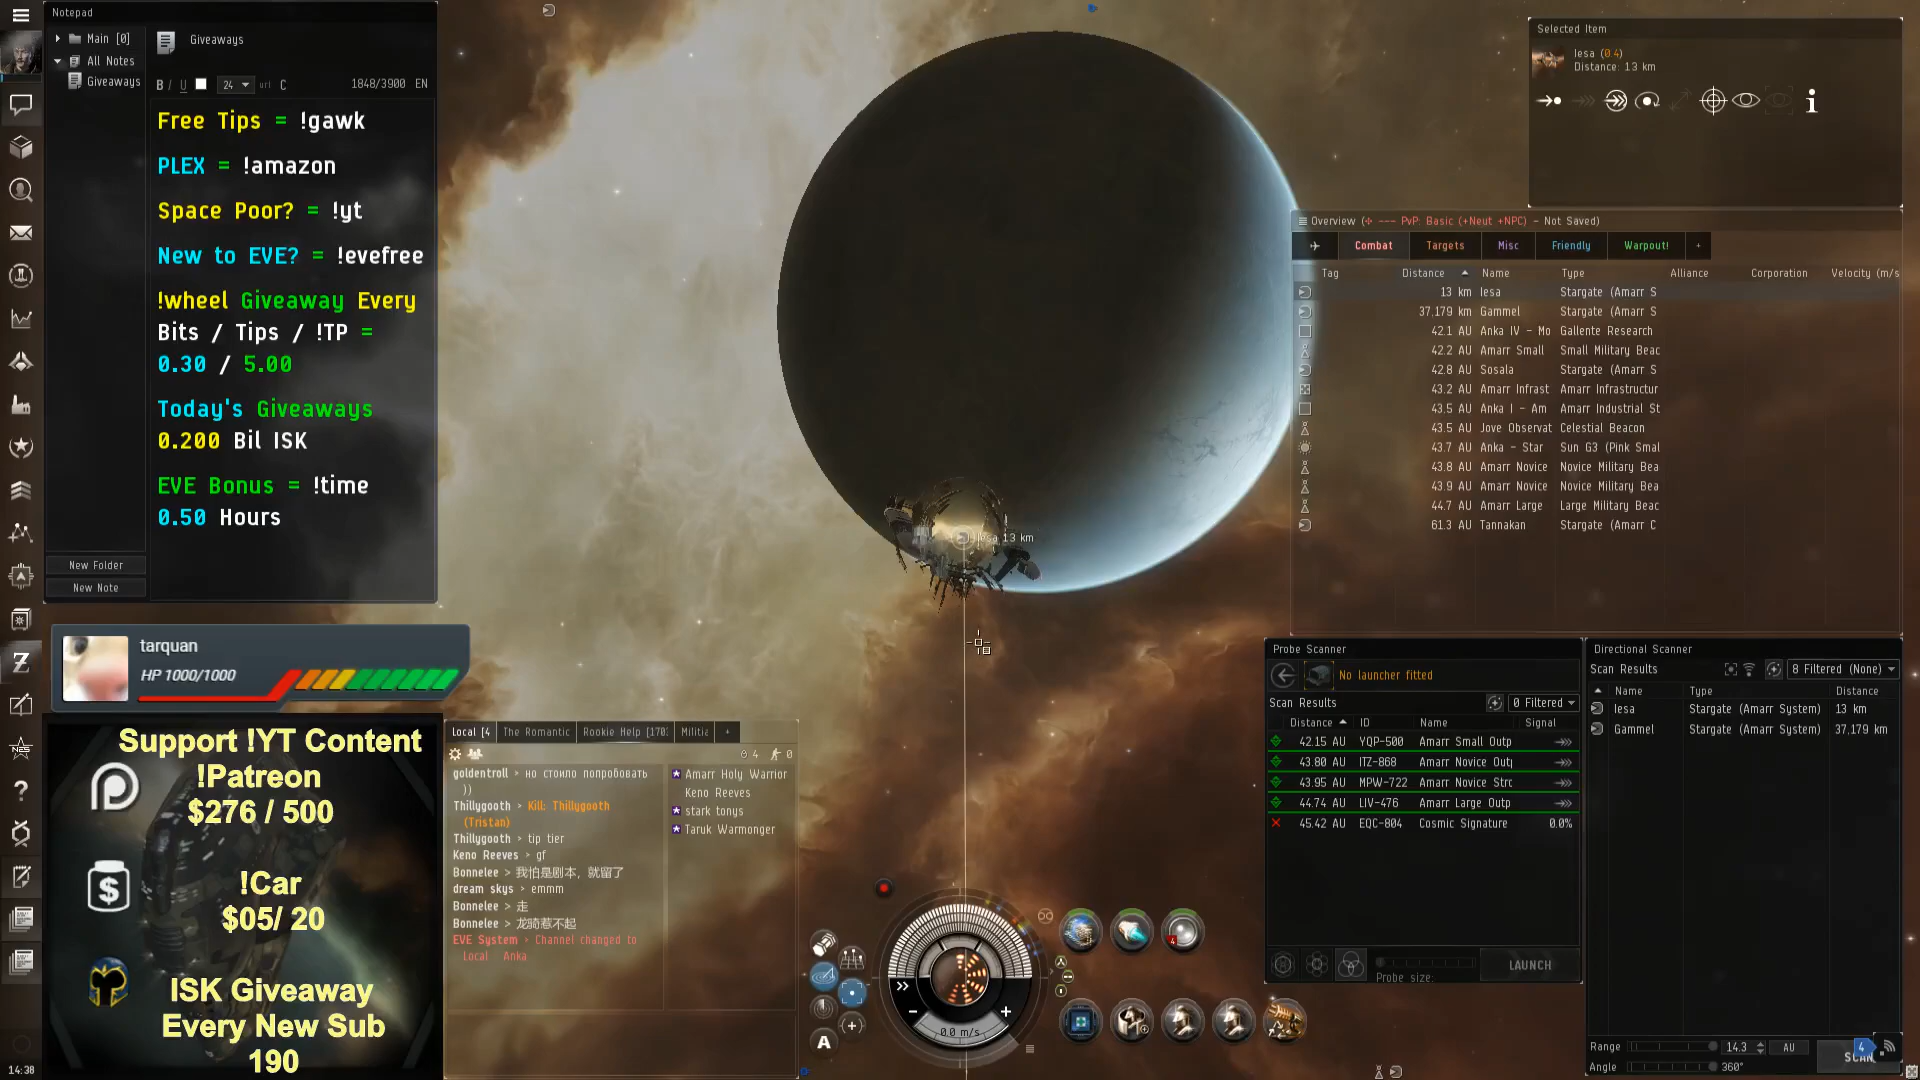 Notepad
Main [0]
All Notes
Giveaways
Giveaways
B I U 24 url C 1848/3900 EN
Free Tips = !gawk
PLEX = !amazon
Space Poor? = !yt
New to EVE? = !evefree
!wheel Giveaway Every
Bits / Tips / !TP =
0.30 / 5.00
Today's Giveaways
0.200 Bil ISK
EVE Bonus = !time
0.50 Hours
New Folder
New Note
tarquan
HP 1000/1000
Support !YT Content
!Patreon
$276 / 500
!Car
$05/ 20
ISK Giveaway
Every New Sub
190
14:38
Local [4
The Romantic
Rookie Help [170
Militia
+
4
0
goldentroll > но стоило попробовать
))
Thillygooth > Kill: Thillygooth
(Tristan)
Thillygooth > tip tier
Keno Reeves > gf
Bonnelee > 我怕是剧本，就留了
dream skys > emmm
Bonnelee > 走
Bonnelee > 龙骑惹不起
EVE System > Channel changed to
Local Anka
Amarr Holy Warrior
Keno Reeves
stark tonys
Taruk Warmonger
Iesa 13 km
0.0 m/s
A
4
Selected Item
Iesa (0.4)
Distance: 13 km
Overview (÷ --- PvP: Basic (+Neut +NPC) - Not Saved)
Combat Targets Misc Friendly Warpout! +
Tag Distance Name Type Alliance Corporation Velocity (m/s
13 km Iesa Stargate (Amarr S
37,179 km Gammel Stargate (Amarr S
42.1 AU Anka IV - Mo Gallente Research
42.2 AU Amarr Small Small Military Beac
42.8 AU Sosala Stargate (Amarr S
43.2 AU Amarr Infrast Amarr Infrastructur
43.5 AU Anka I - Am Amarr Industrial St
43.5 AU Jove Observat Celestial Beacon
43.7 AU Anka - Star Sun G3 (Pink Smal
43.8 AU Amarr Novice Novice Military Bea
43.9 AU Amarr Novice Novice Military Bea
44.7 AU Amarr Large Large Military Beac
61.3 AU Tannakan Stargate (Amarr C
Probe Scanner
No launcher fitted
Scan Results
0 Filtered
Distance ID Name Signal
42.15 AU YQP-500 Amarr Small Outp
43.80 AU ITZ-868 Amarr Novice Outp
43.95 AU MPW-722 Amarr Novice Strc
44.74 AU LIV-476 Amarr Large Outp
45.42 AU EQC-804 Cosmic Signature 0.0%
Probe size:
LAUNCH
Directional Scanner
Scan Results
8 Filtered (None)
Name Type Distance
Iesa Stargate (Amarr System) 13 km
Gammel Stargate (Amarr System) 37,179 km
Range 14.3 AU
Angle 360°
SCAN
4